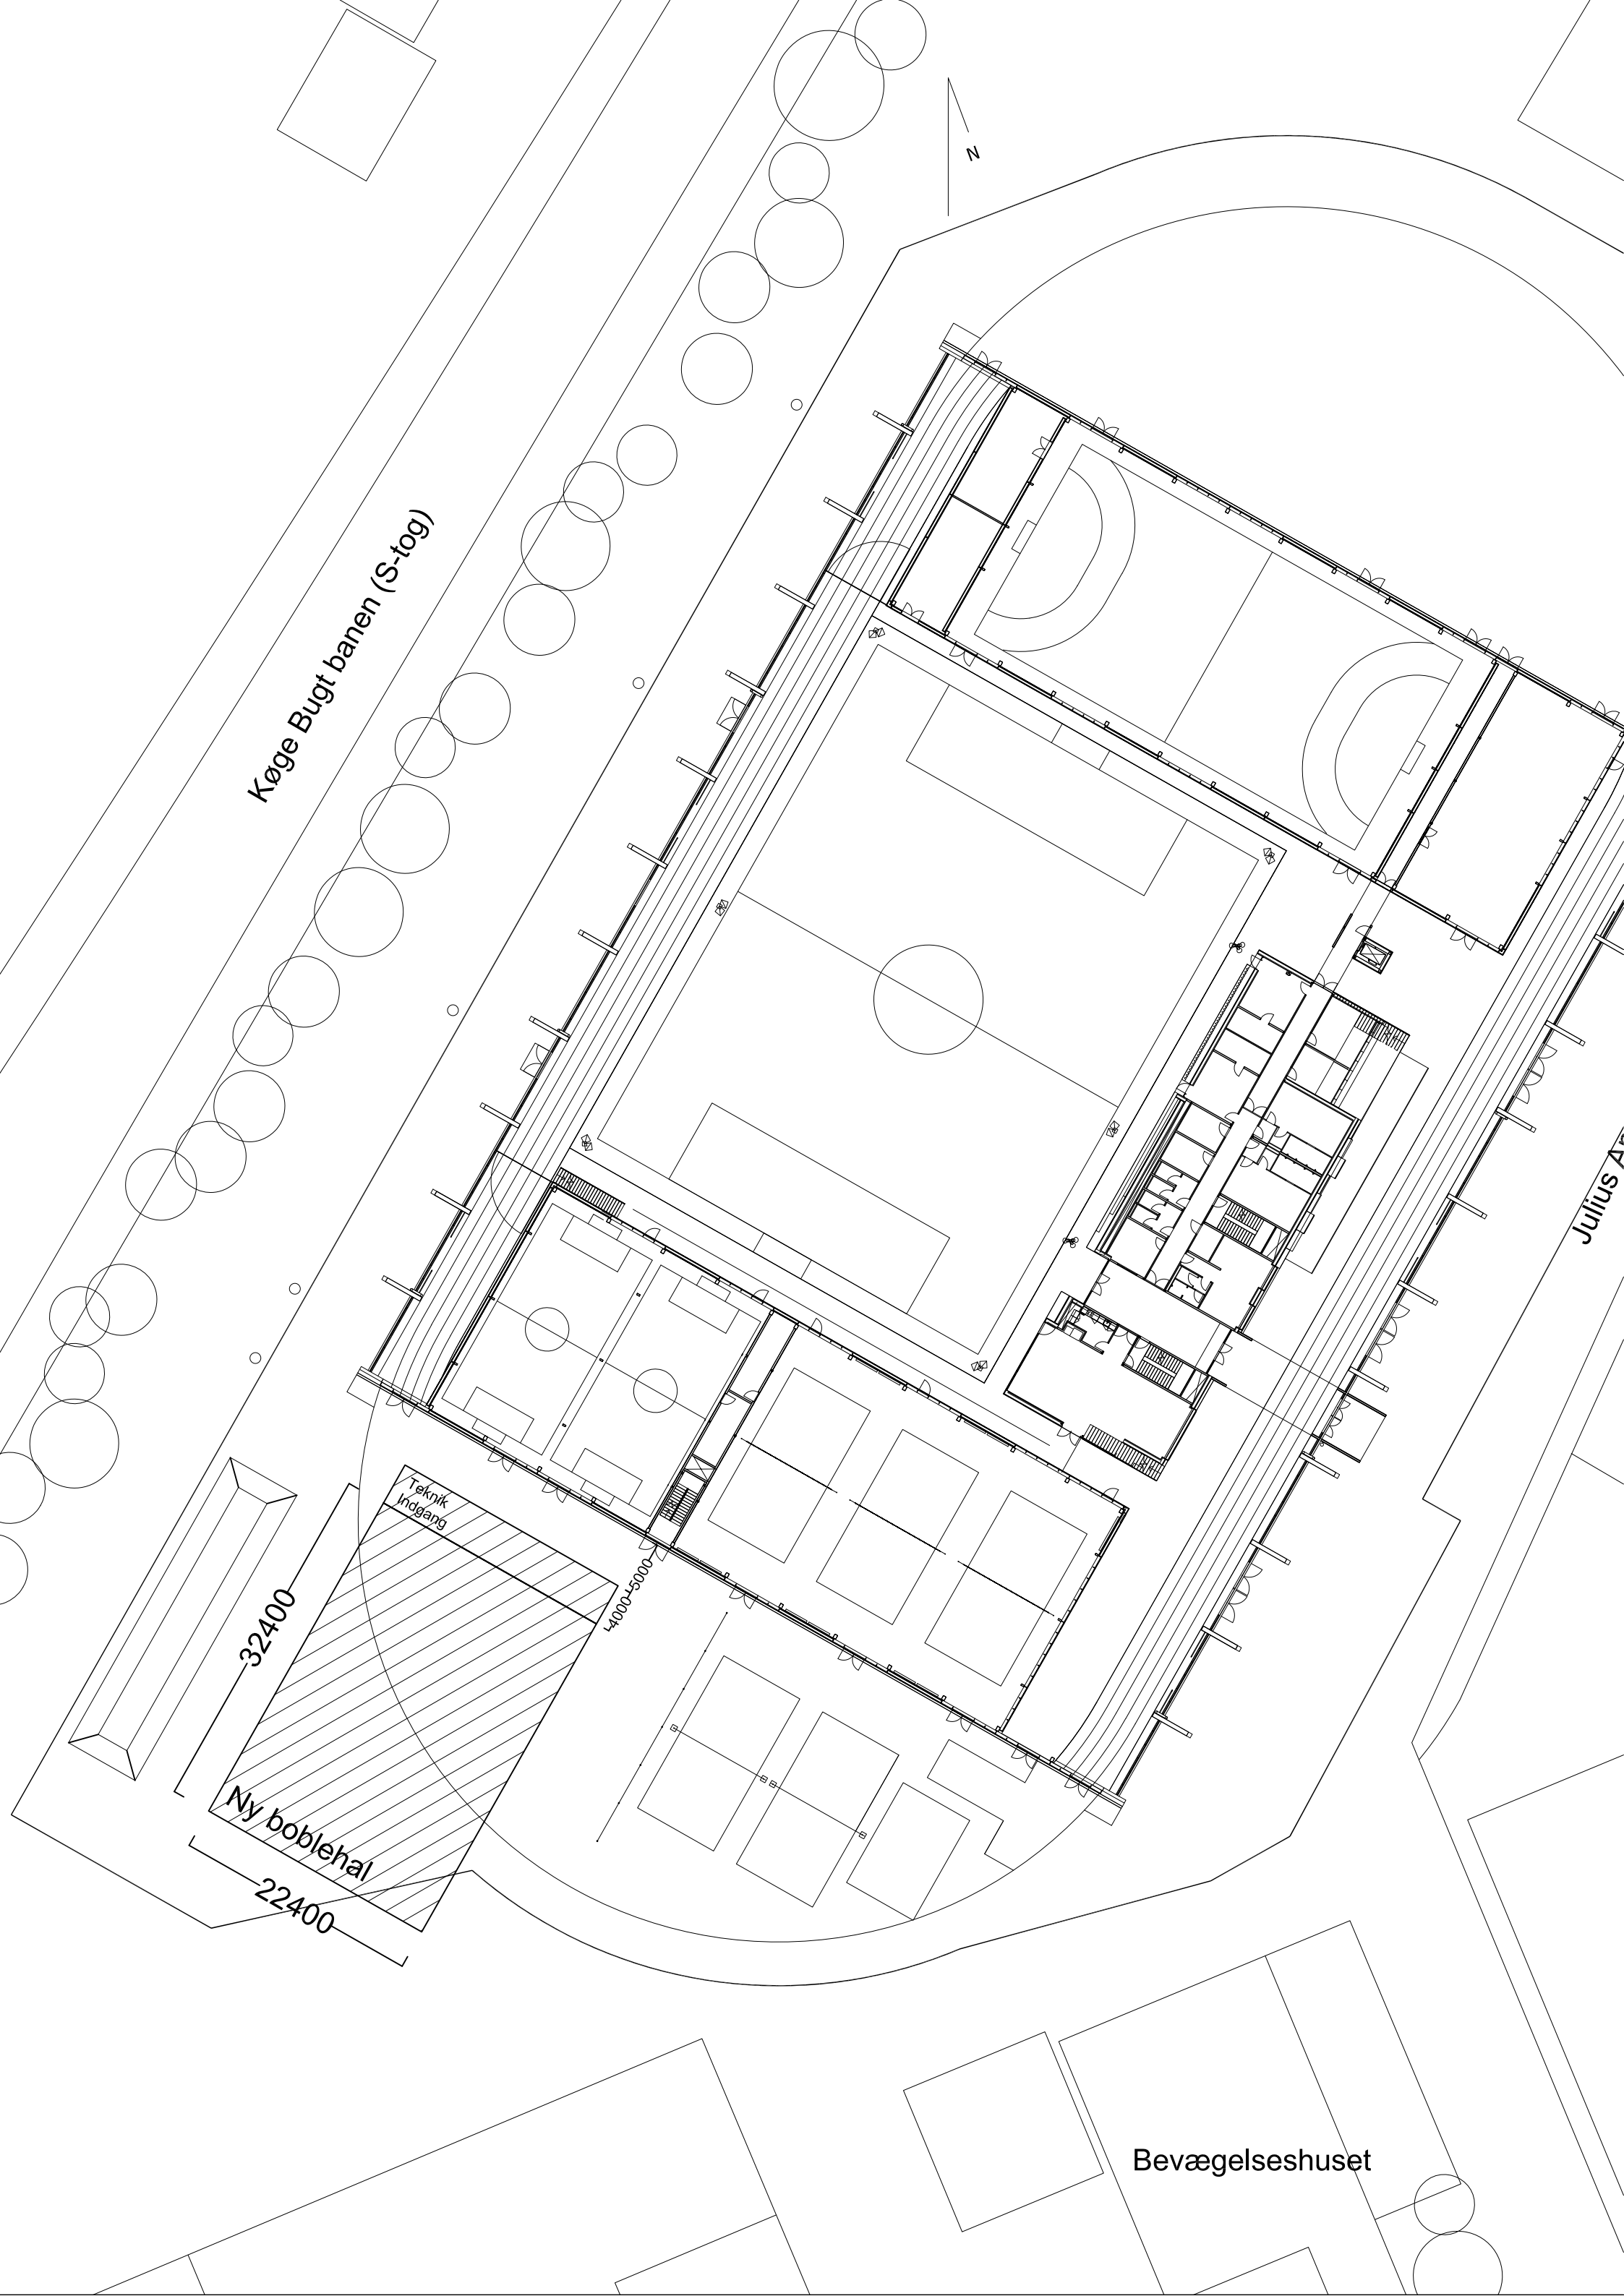 N
Køge Bugt banen (S-tog)
Julius
Teknik
Indgang
5000
4000
32400
Ny boblehal
22400
Bevægelseshuset